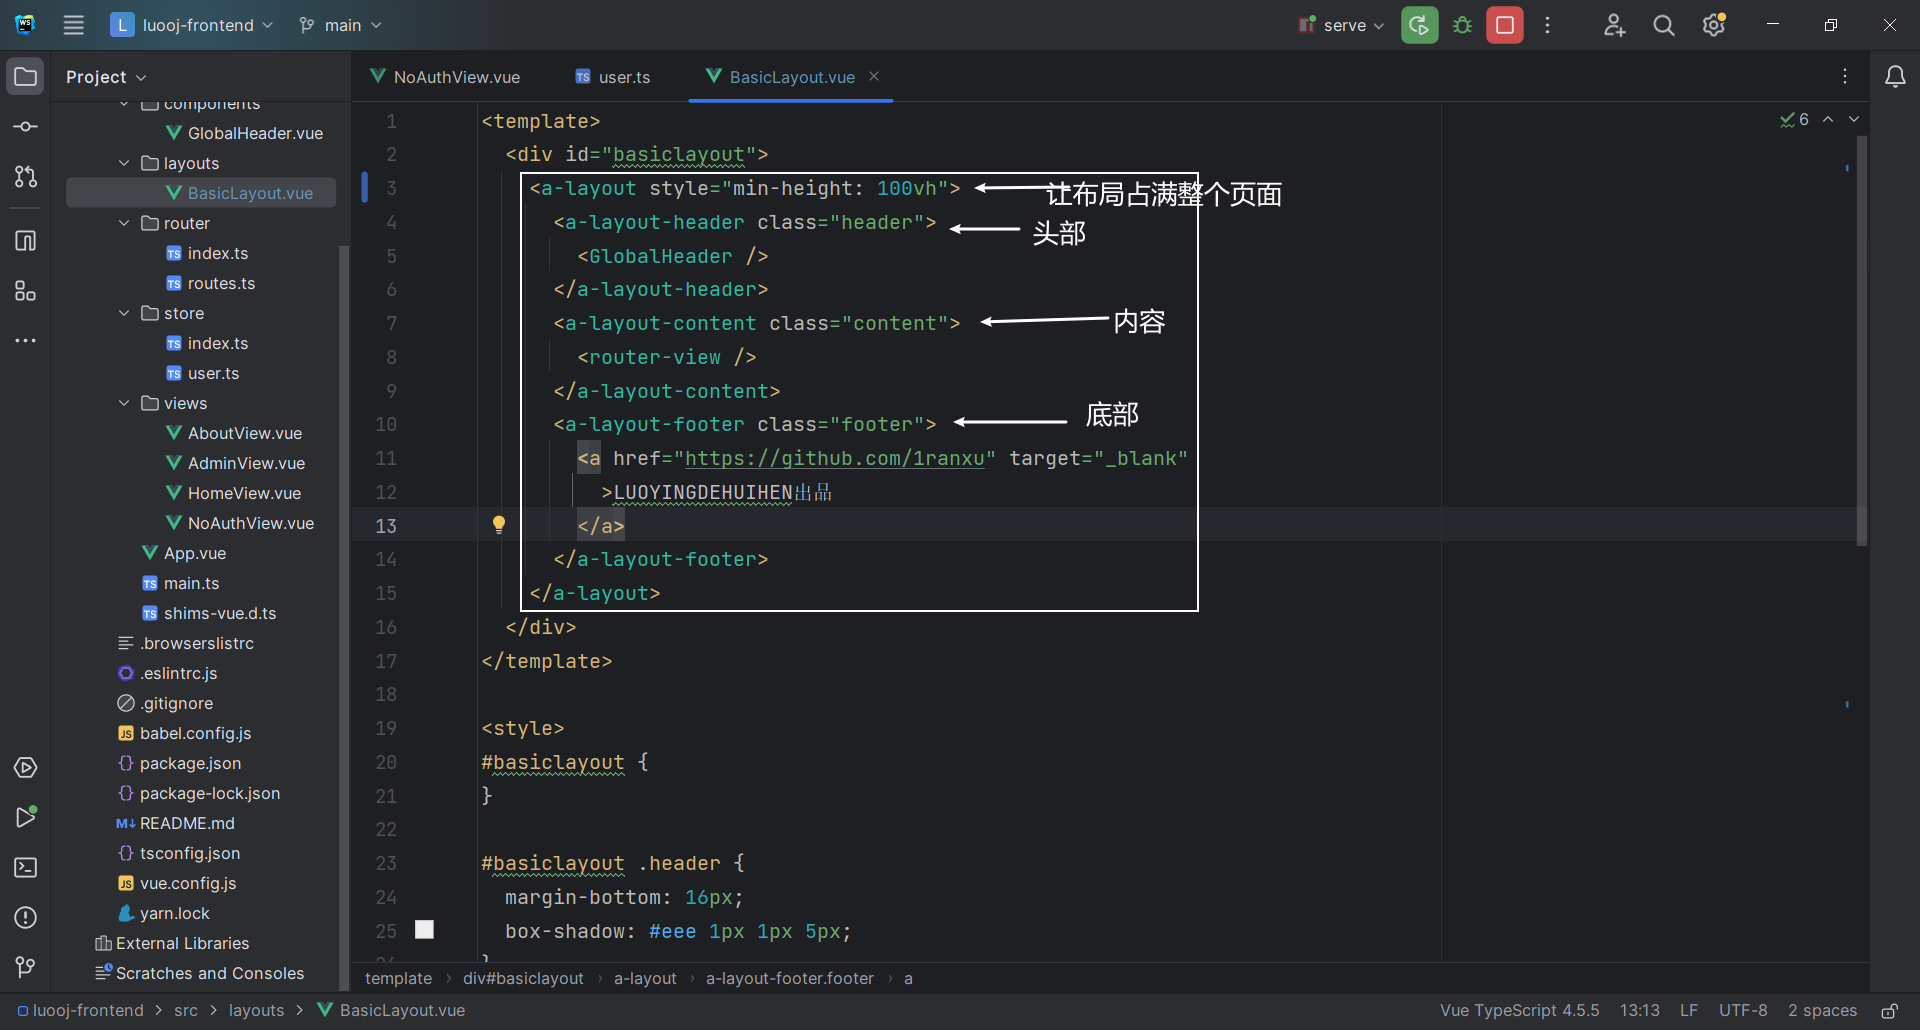 L luooj-frontend main serve
Project
NoAuthView.vue user.ts BasicLayout.vue
components
GlobalHeader.vue
layouts
BasicLayout.vue
router
index.ts
routes.ts
store
index.ts
user.ts
views
AboutView.vue
AdminView.vue
HomeView.vue
NoAuthView.vue
App.vue
main.ts
shims-vue.d.ts
.browserslistrc
.eslintrc.js
.gitignore
babel.config.js
package.json
package-lock.json
README.md
tsconfig.json
vue.config.js
yarn.lock
External Libraries
Scratches and Consoles
6
1 <template>
2 <div id="basiclayout">
3 <a-layout style="min-height: 100vh"> 让布局占满整个页面
4 <a-layout-header class="header"> 头部
5 <GlobalHeader />
6 </a-layout-header>
7 <a-layout-content class="content"> 内容
8 <router-view />
9 </a-layout-content>
10 <a-layout-footer class="footer"> 底部
11 <a href="https://github.com/1ranxu" target="_blank"
12 >LUOYINGDEHUIHEN出品
13 </a>
14 </a-layout-footer>
15 </a-layout>
16 </div>
17 </template>
18
19 <style>
20 #basiclayout {
21 }
22
23 #basiclayout .header {
24 margin-bottom: 16px;
25 box-shadow: #eee 1px 1px 5px;
template › div#basiclayout › a-layout › a-layout-footer.footer › a
luooj-frontend > src > layouts > BasicLayout.vue
Vue TypeScript 4.5.5 13:13 LF UTF-8 2 spaces